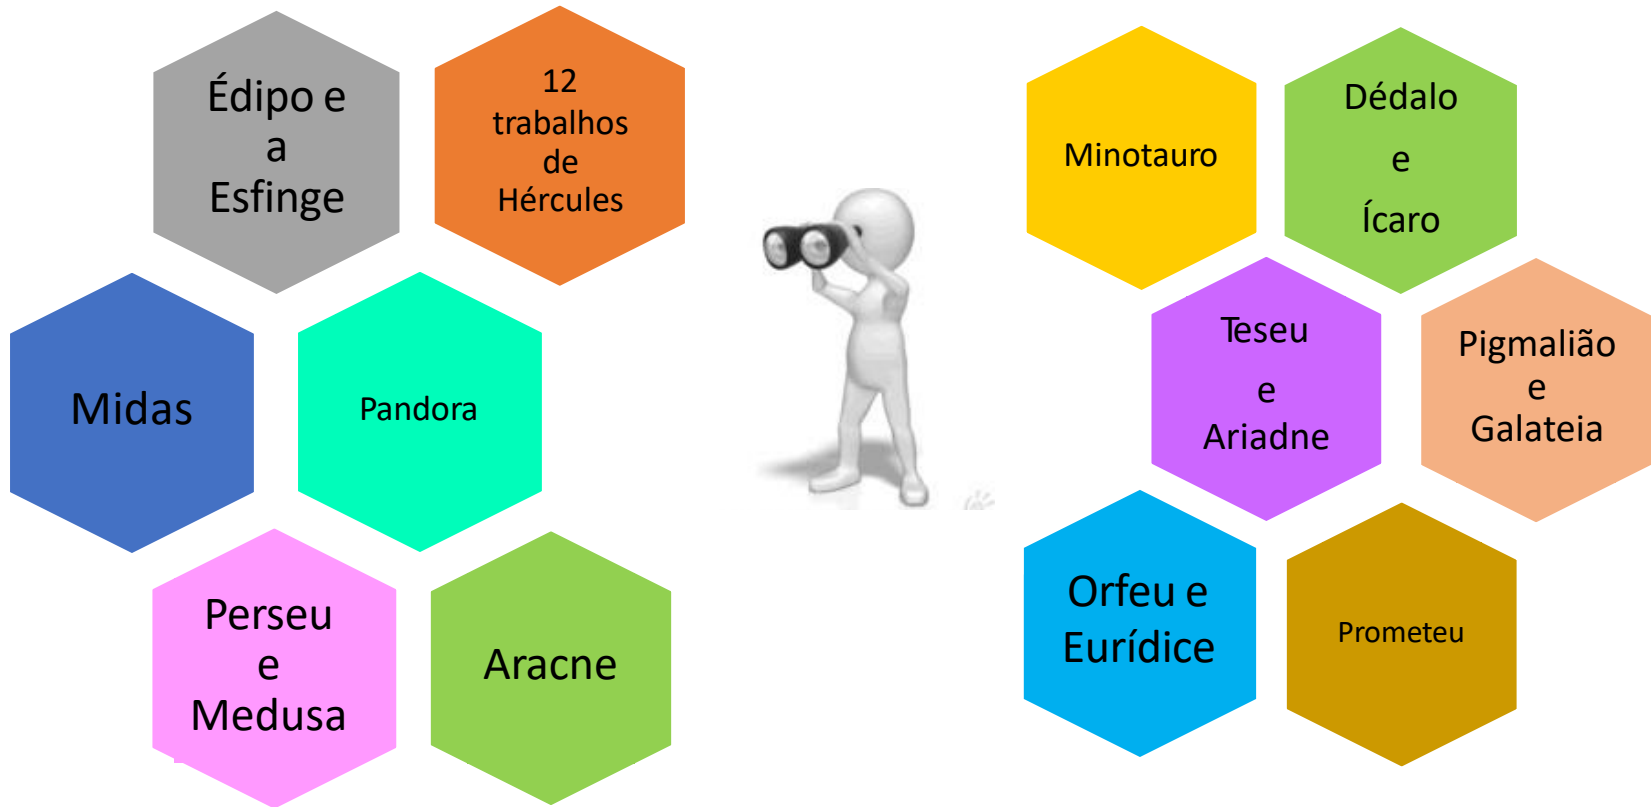 Édipo e
a
Esfinge
12
trabalhos
de
Hércules
Midas
Pandora
Perseu
e
Medusa
Aracne
Minotauro
Dédalo
e
Ícaro
Teseu
e
Ariadne
Pigmalião
e
Galateia
Orfeu e
Eurídice
Prometeu